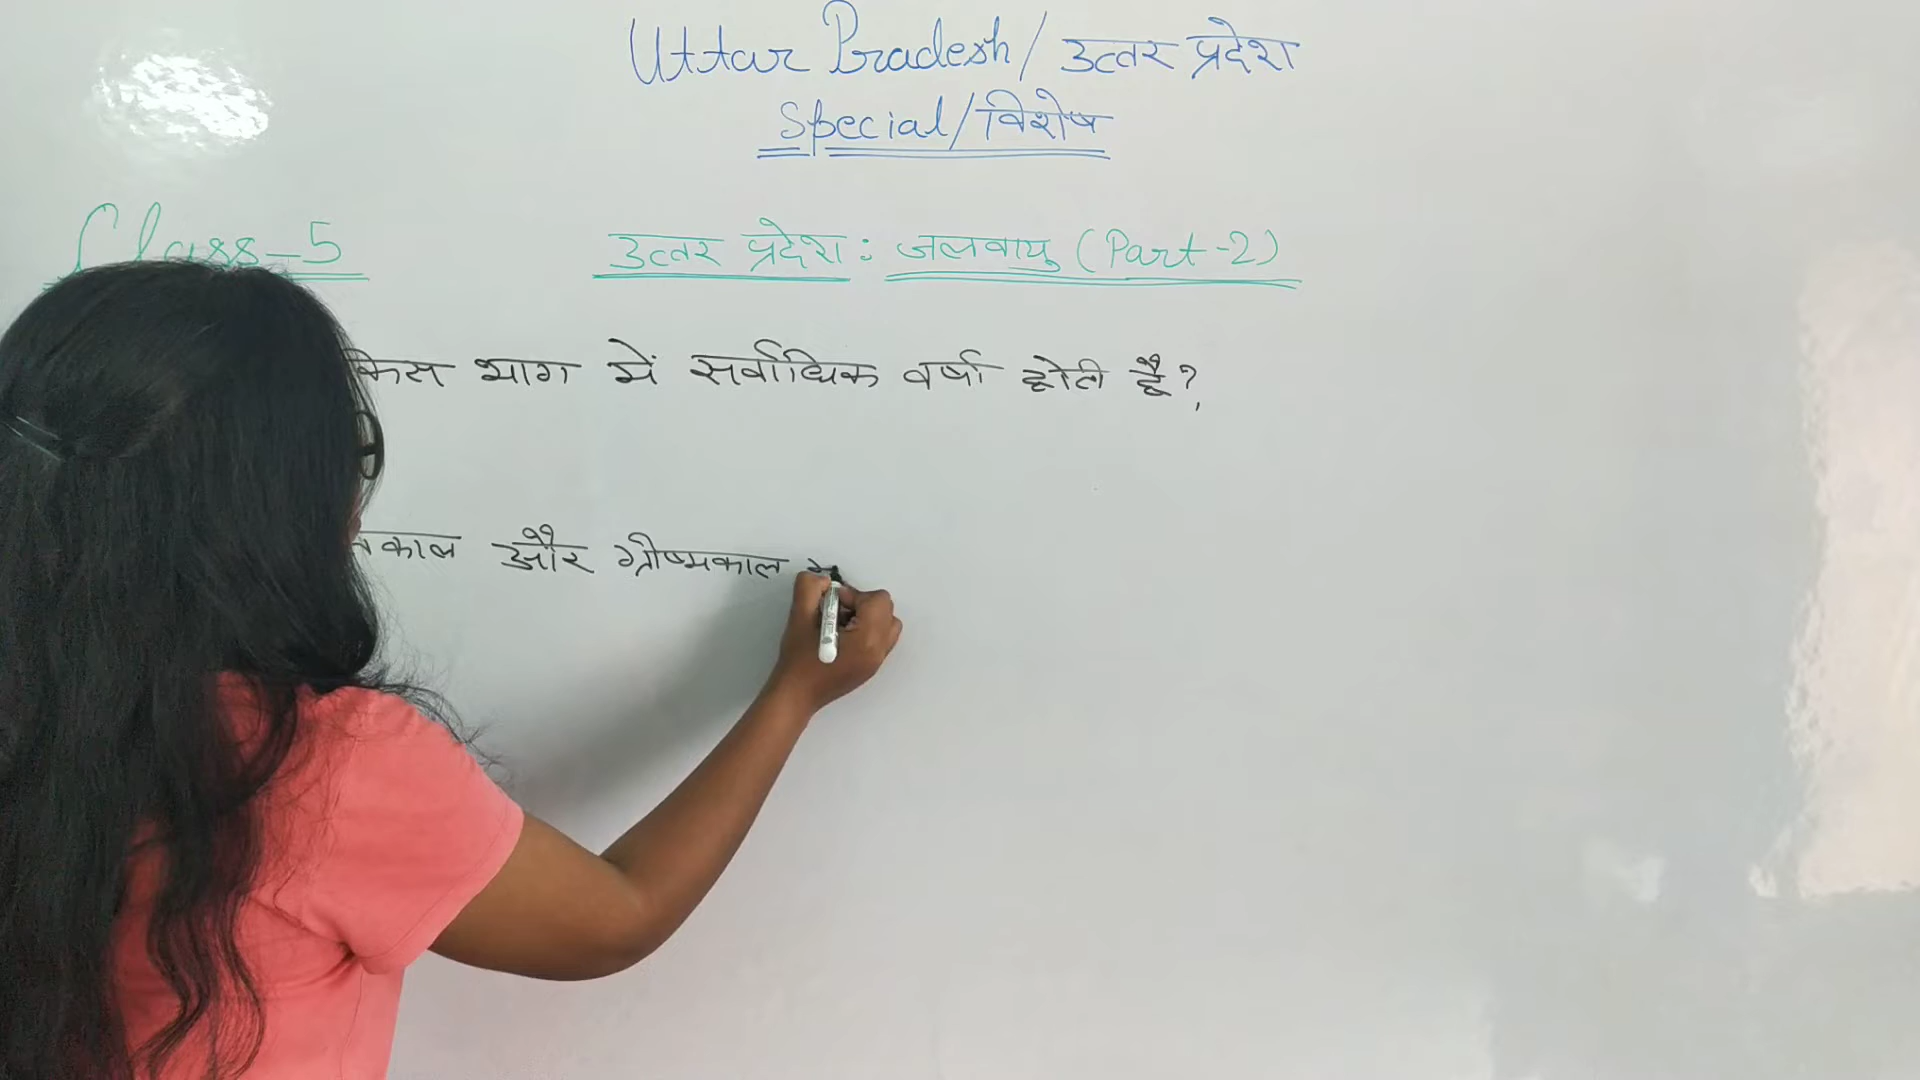 Uttar Pradesh/उत्तर प्रदेश
Special/विशेष
Class-5
उत्तर प्रदेश: जलवायु (Part-2)
किस भाग में सर्वाधिक वर्षा होती है?
और ग्रीष्मकाल